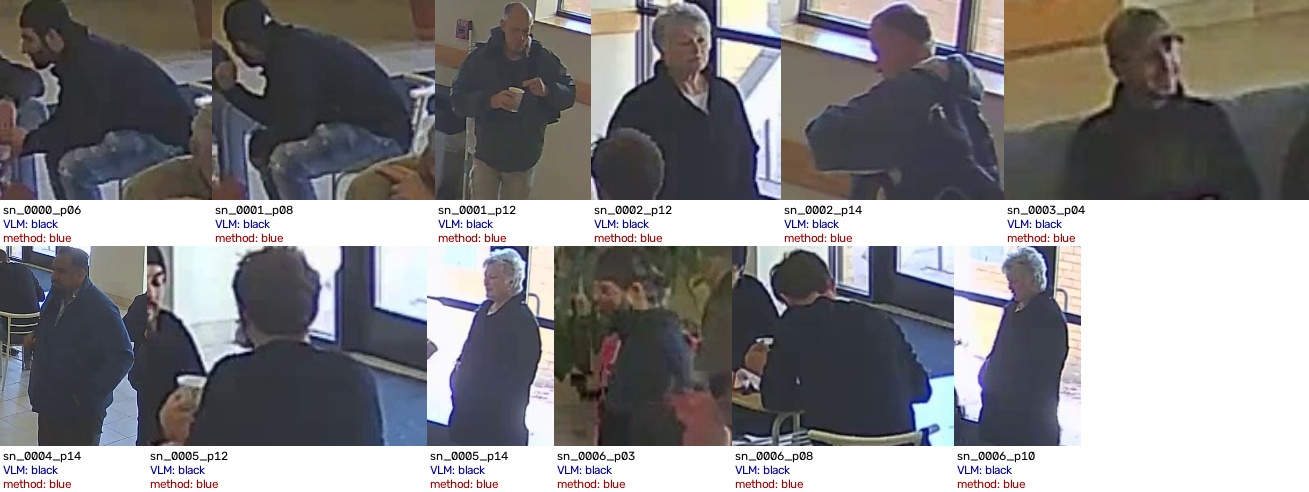 sn_0000_p06
VLM: black
method: blue
sn_0001_p08
VLM: black
method: blue
sn_0001_p12
VLM: black
method: blue
sn_0002_p12
VLM: black
method: blue
sn_0002_p14
VLM: black
method: blue
sn_0003_p04
VLM: black
method: blue
sn_0004_p14
VLM: black
method: blue
sn_0005_p12
VLM: black
method: blue
sn_0005_p14
VLM: black
method: blue
sn_0006_p03
VLM: black
method: blue
sn_0006_p08
VLM: black
method: blue
sn_0006_p10
VLM: black
method: blue